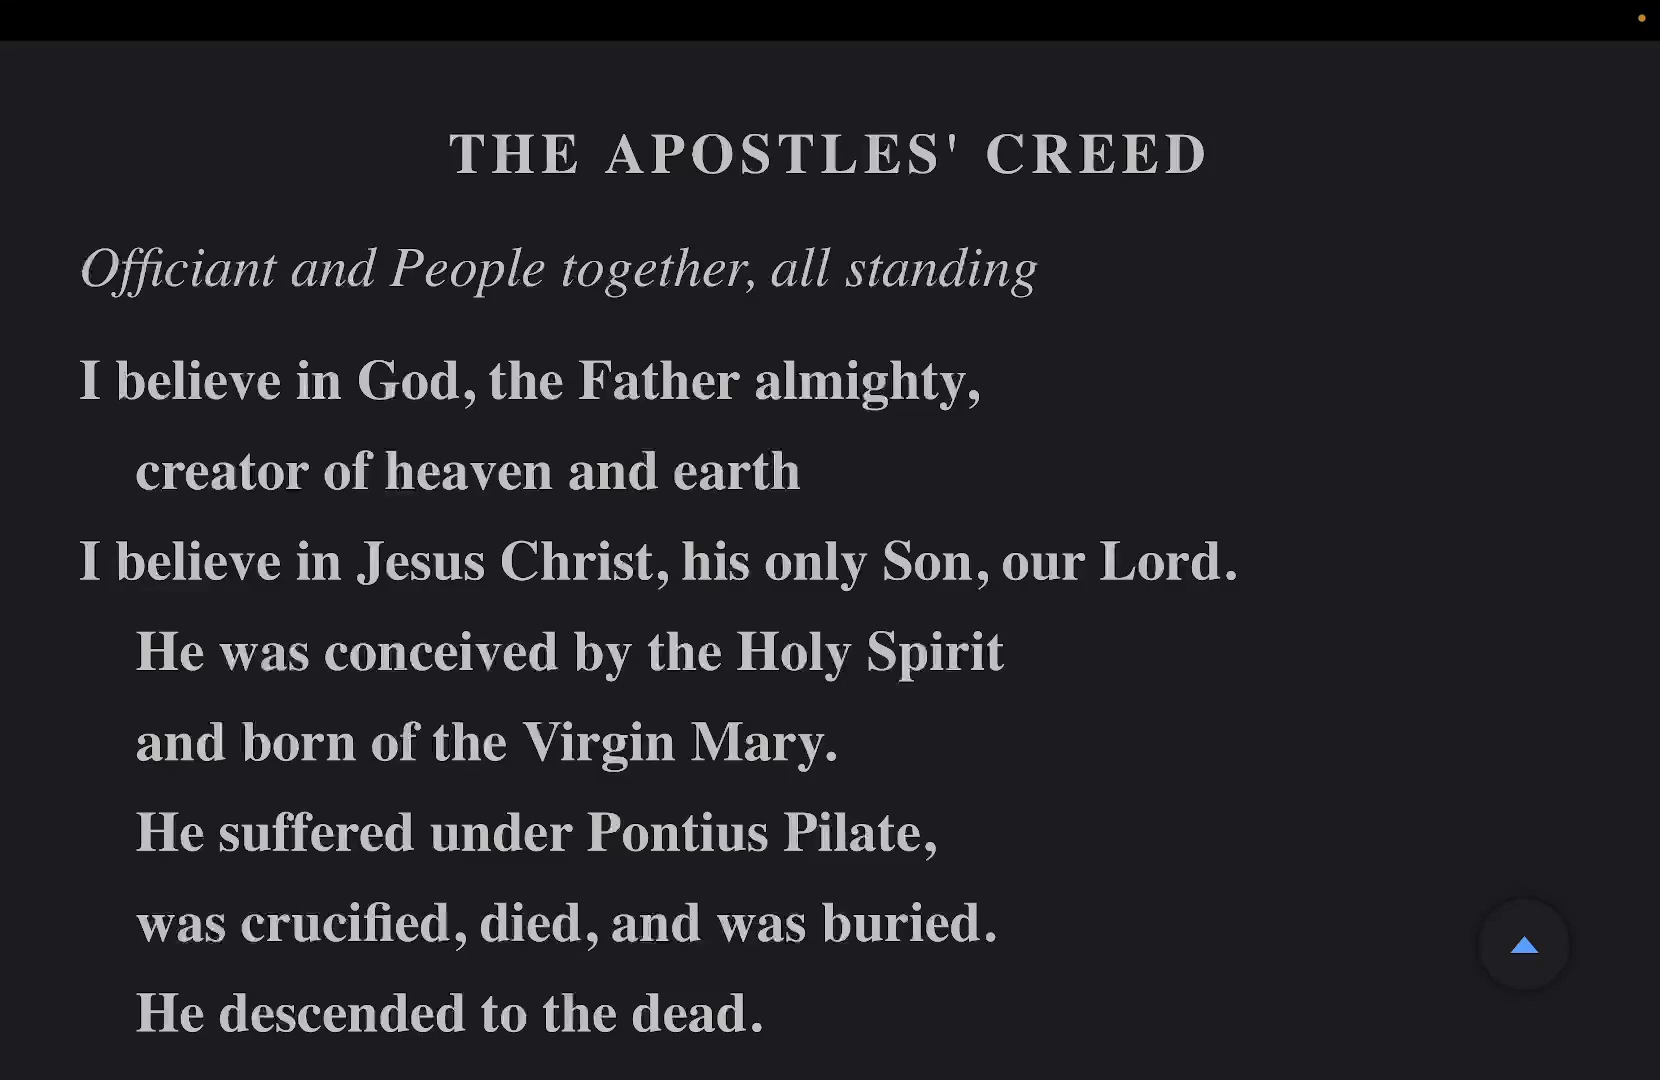 THE APOSTLES' CREED
Officiant and People together, all standing
I believe in God, the Father almighty,
creator of heaven and earth
I believe in Jesus Christ, his only Son, our Lord.
He was conceived by the Holy Spirit
and born of the Virgin Mary.
He suffered under Pontius Pilate,
was crucified, died, and was buried.
He descended to the dead.